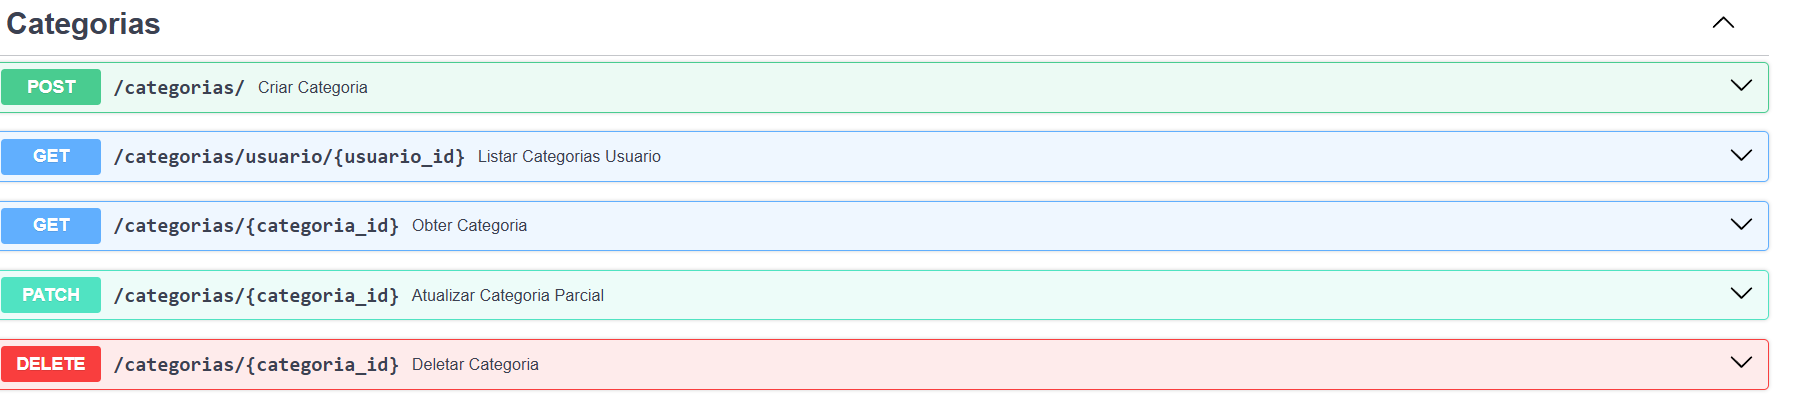 Categorias
POST /categorias/ Criar Categoria
GET /categorias/usuario/{usuario_id} Listar Categorias Usuario
GET /categorias/{categoria_id} Obter Categoria
PATCH /categorias/{categoria_id} Atualizar Categoria Parcial
DELETE /categorias/{categoria_id} Deletar Categoria